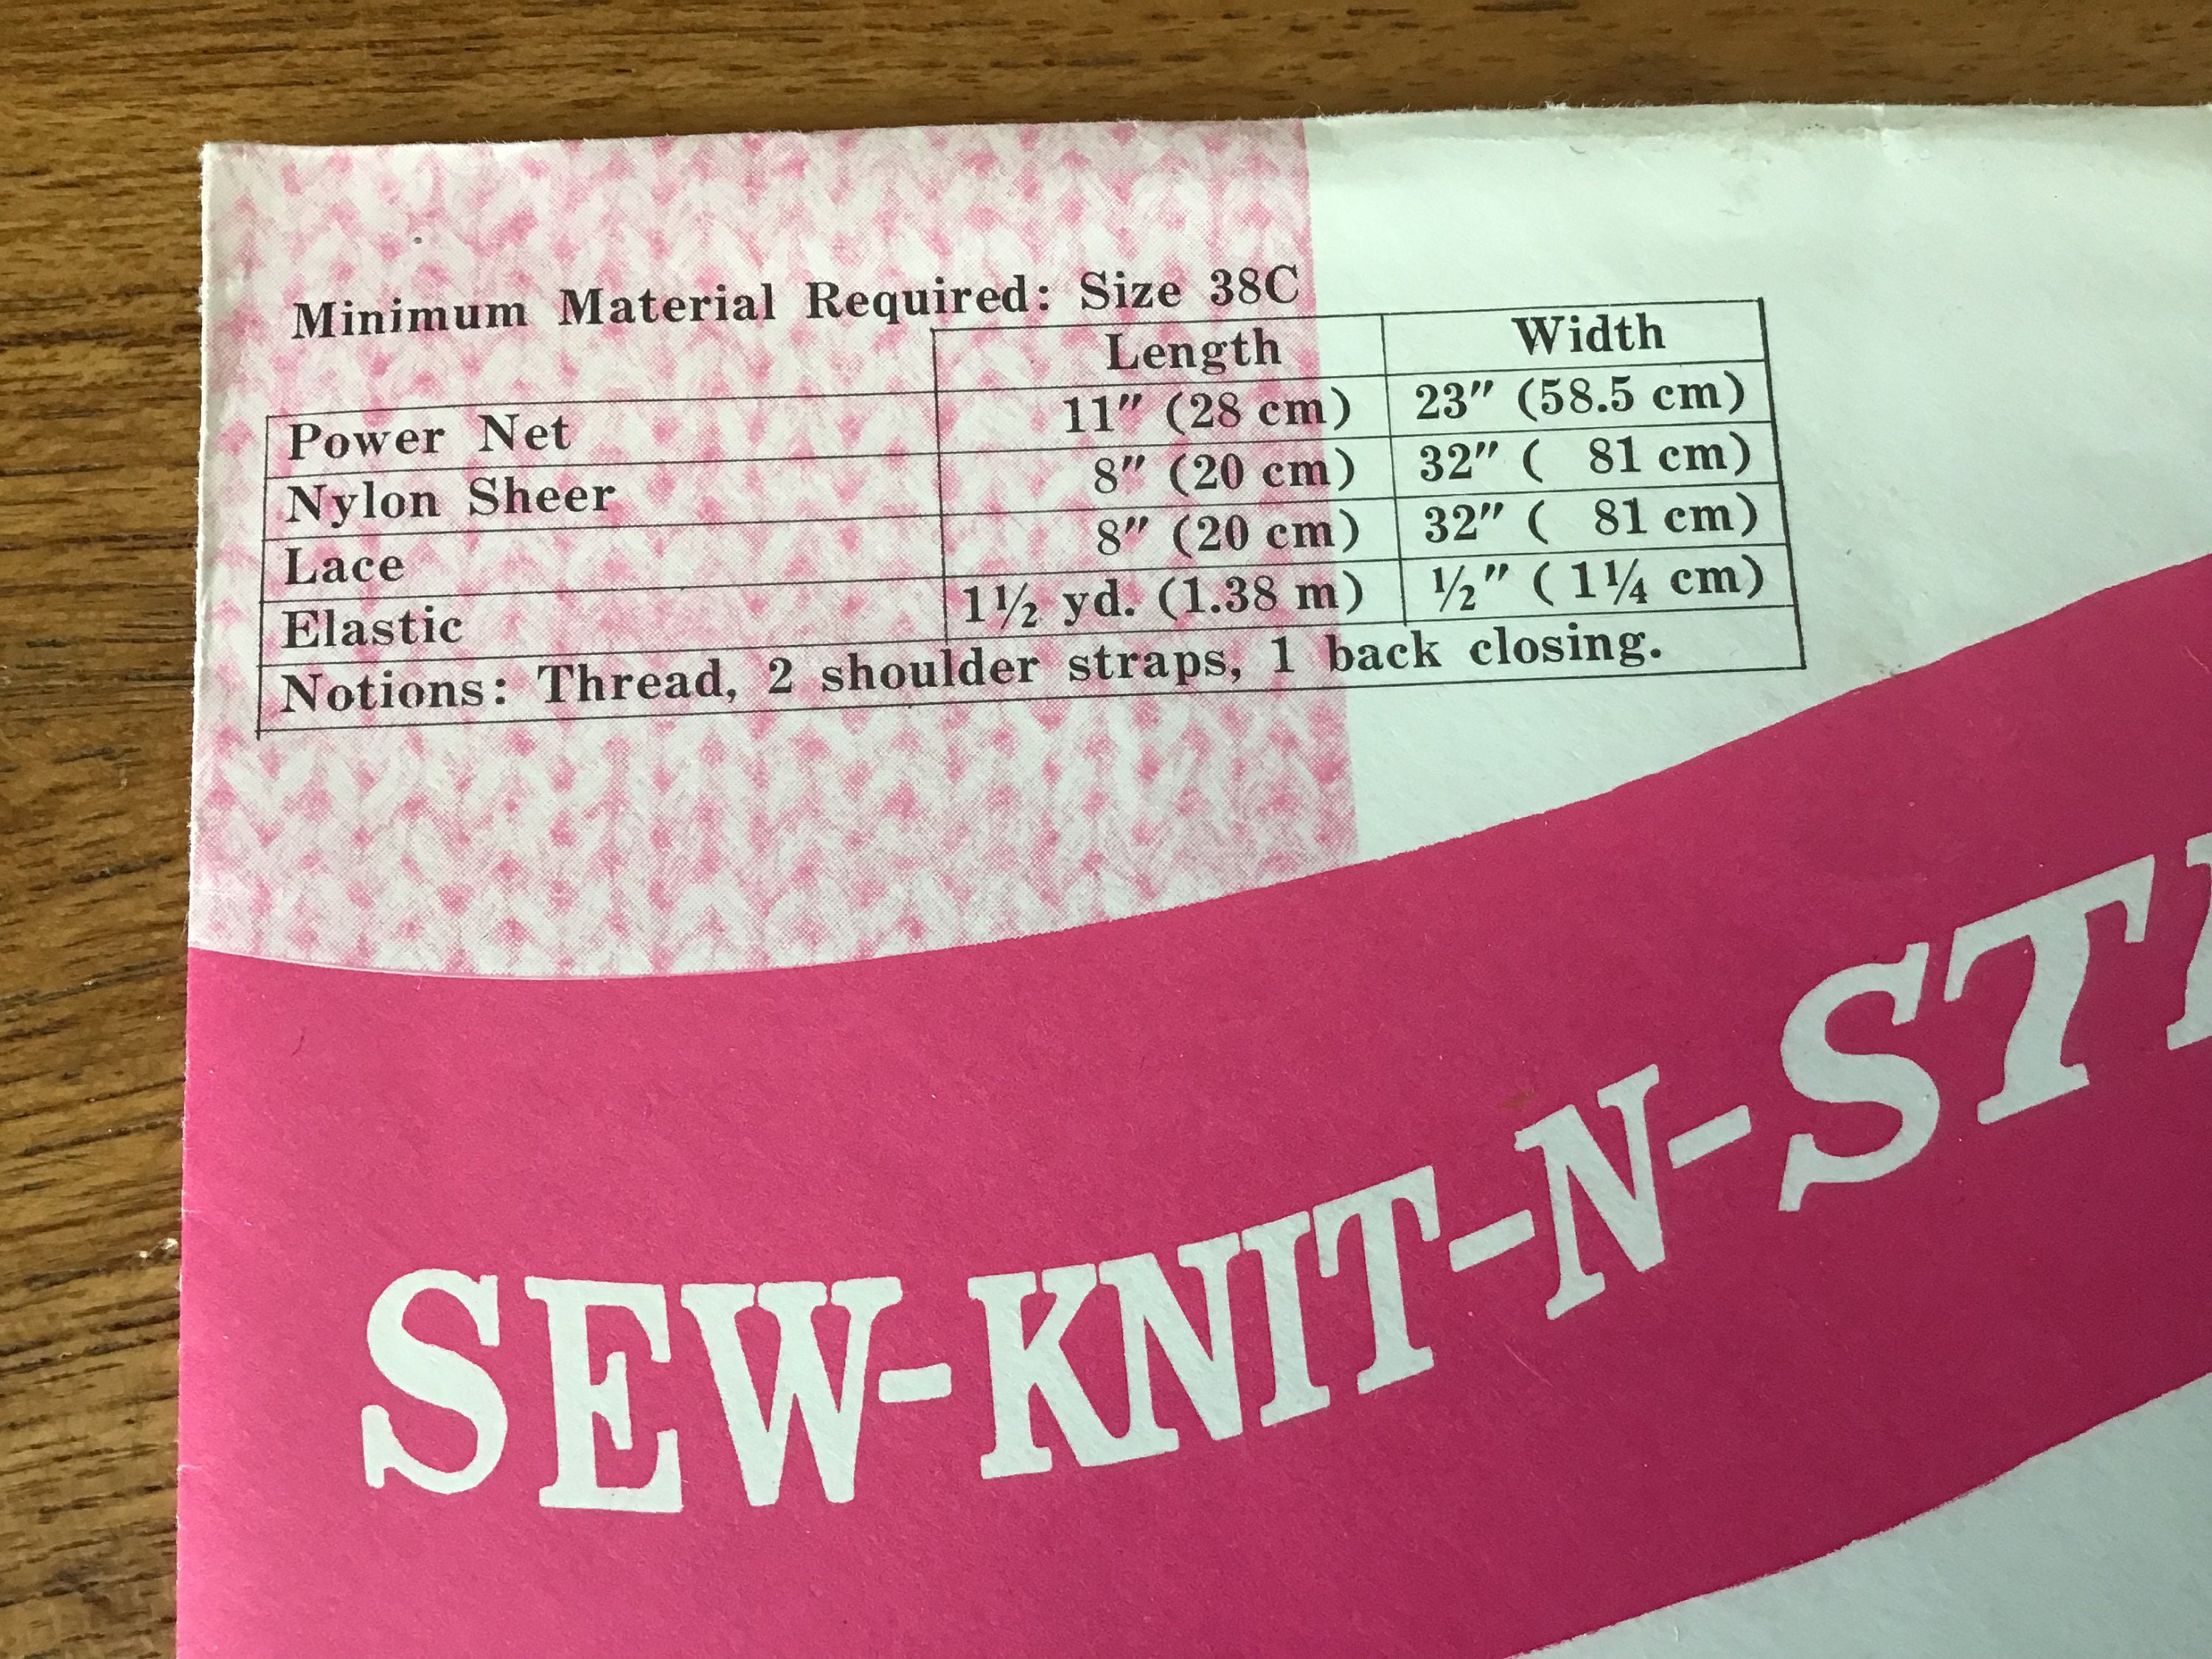 Minimum Material Required: Size 38C
Length Width
Power Net 11" (28 cm) 23" (58.5 cm)
Nylon Sheer 8" (20 cm) 32" ( 81 cm)
Lace 8" (20 cm) 32" ( 81 cm)
Elastic 1½ yd. (1.38 m) ½" ( 1¼ cm)
Notions: Thread, 2 shoulder straps, 1 back closing.
SEW-KNIT-N-ST